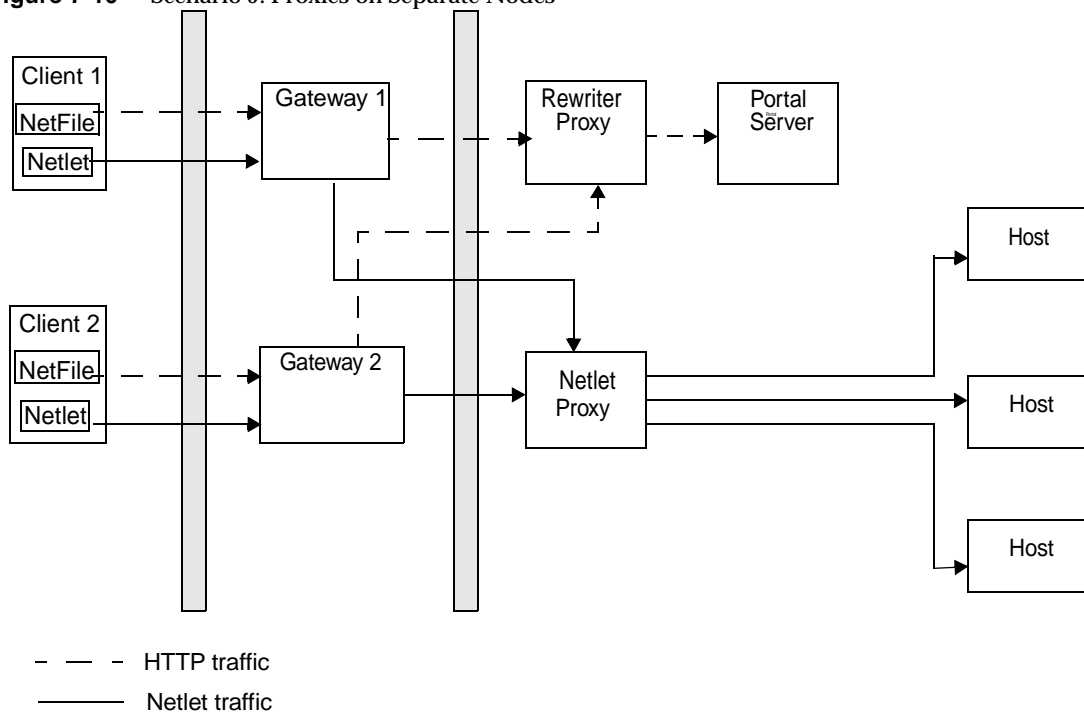 Scenario 6: Proxies on Separate Nodes
Client 1
NetFile
Netlet
Gateway 1
Rewriter
Proxy
Portal
Server
Host
Client 2
NetFile
Netlet
Gateway 2
Netlet
Proxy
Host
Host
HTTP traffic
Netlet traffic